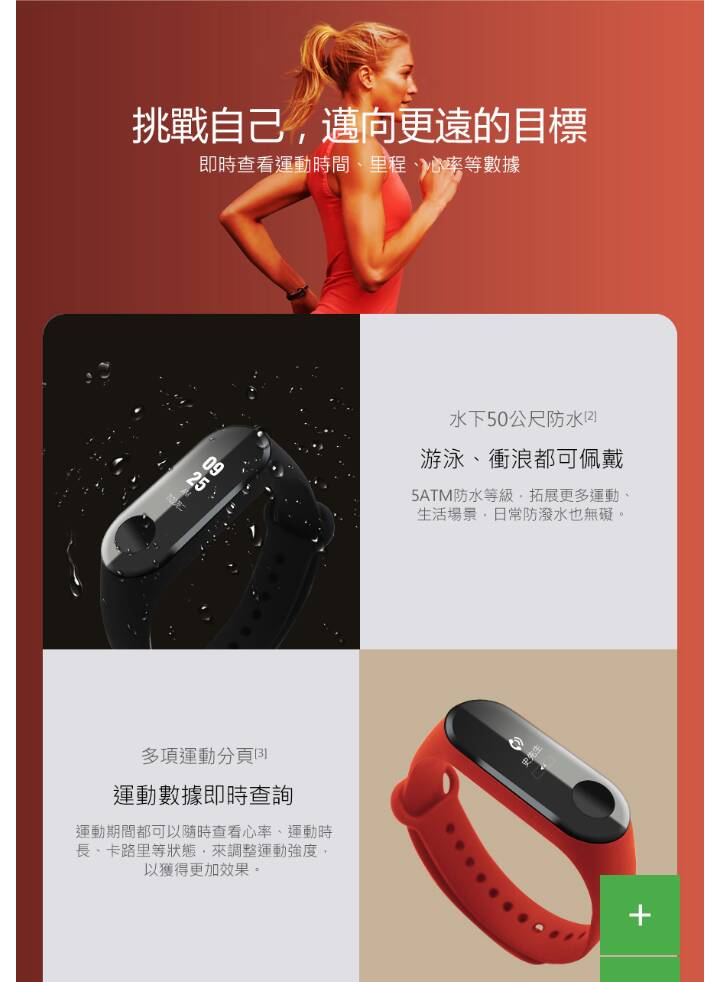 挑戰自己，邁向更遠的目標
即時查看運動時間、里程、心率等數據
水下50公尺防水[2]
游泳、衝浪都可佩戴
5ATM防水等級，拓展更多運動、
生活場景，日常防潑水也無礙。
09
25
多項運動分頁[3]
運動數據即時查詢
運動期間都可以隨時查看心率、運動時
長、卡路里等狀態，來調整運動強度，
以獲得更加效果。
史先生
+